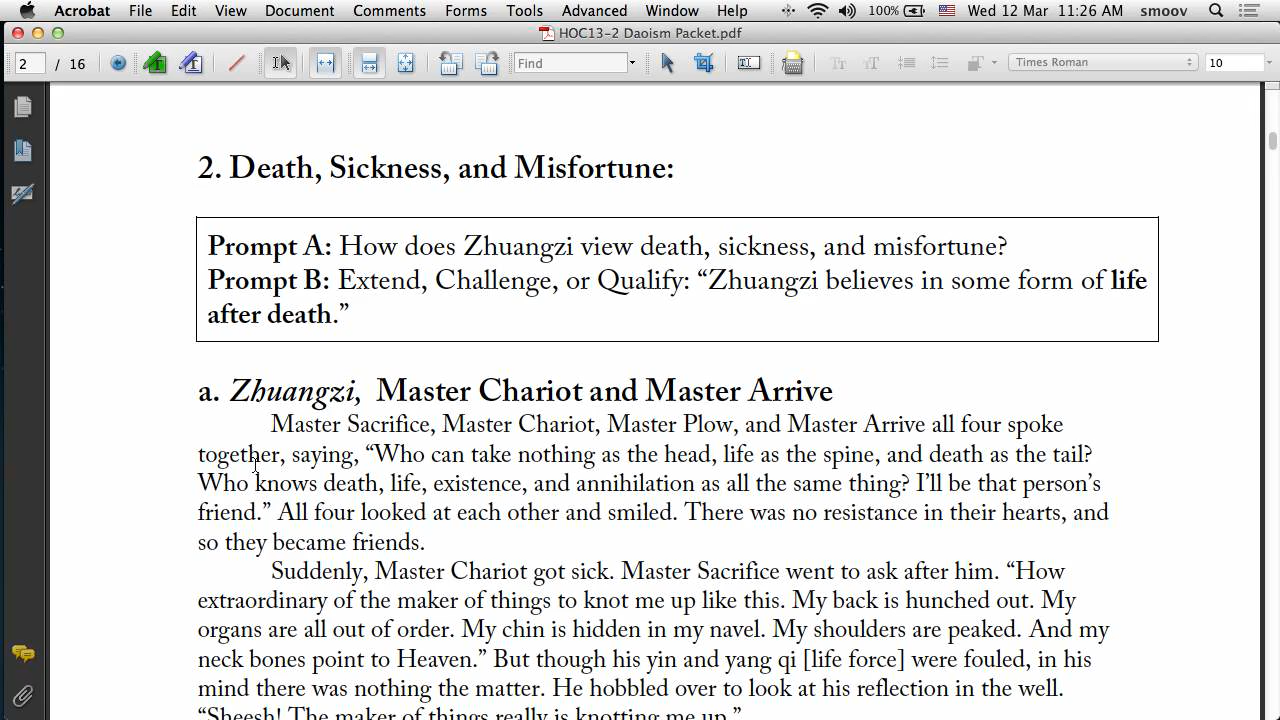 Acrobat File Edit View Document Comments Forms Tools Advanced Window Help 100% Wed 12 Mar 11:26 AM smoov
HOC13-2 Daoism Packet.pdf
2 / 16 Find Times Roman 10
2. Death, Sickness, and Misfortune:
Prompt A: How does Zhuangzi view death, sickness, and misfortune?
Prompt B: Extend, Challenge, or Qualify: “Zhuangzi believes in some form of life
after death.”
a. Zhuangzi, Master Chariot and Master Arrive
Master Sacrifice, Master Chariot, Master Plow, and Master Arrive all four spoke
together, saying, “Who can take nothing as the head, life as the spine, and death as the tail?
Who knows death, life, existence, and annihilation as all the same thing? I’ll be that person’s
friend.” All four looked at each other and smiled. There was no resistance in their hearts, and
so they became friends.
Suddenly, Master Chariot got sick. Master Sacrifice went to ask after him. “How
extraordinary of the maker of things to knot me up like this. My back is hunched out. My
organs are all out of order. My chin is hidden in my navel. My shoulders are peaked. And my
neck bones point to Heaven.” But though his yin and yang qi [life force] were fouled, in his
mind there was nothing the matter. He hobbled over to look at his reflection in the well.
“Sheesh! The maker of things really is knotting me up.”